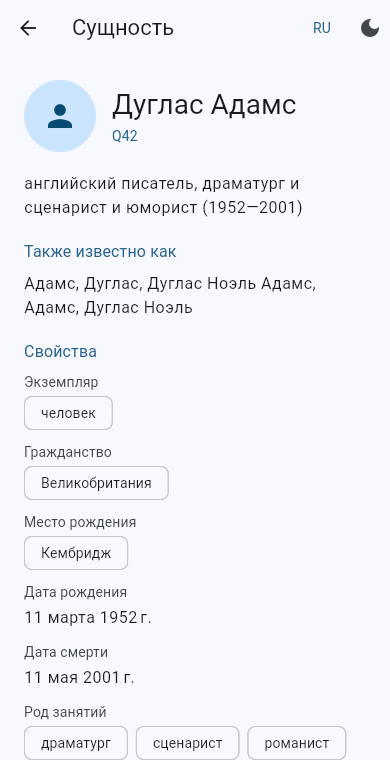 Сущность
RU
Дуглас Адамс
Q42
английский писатель, драматург и
сценарист и юморист (1952—2001)
Также известно как
Адамс, Дуглас, Дуглас Ноэль Адамс,
Адамс, Дуглас Ноэль
Свойства
Экземпляр
человек
Гражданство
Великобритания
Место рождения
Кембридж
Дата рождения
11 марта 1952 г.
Дата смерти
11 мая 2001 г.
Род занятий
драматург сценарист романист